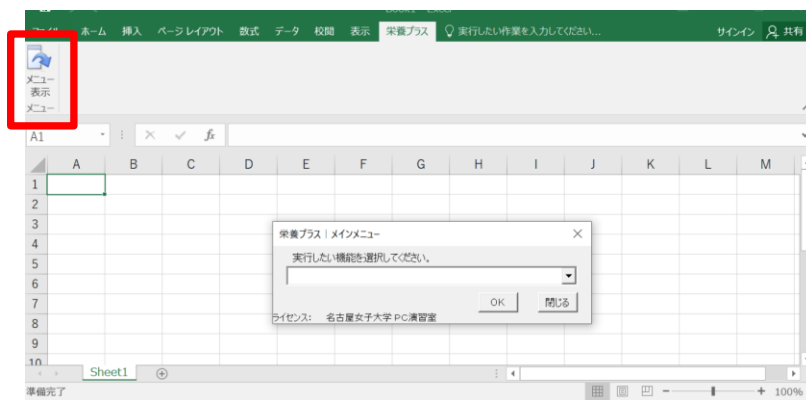 ホーム 挿入 ページ レイアウト 数式 データ 校閲 表示 栄養プラス 実行したい作業を入力してください... サインイン 共有
メニュー
表示
メニュー
A1 fx
A B C D E F G H I J K L M
1
2
3
4
5
6
7
8
9
10
栄養プラス | メインメニュー
実行したい機能を選択してください。
OK 閉じる
ライセンス: 名古屋女子大学 PC演習室
Sheet1
準備完了 100%